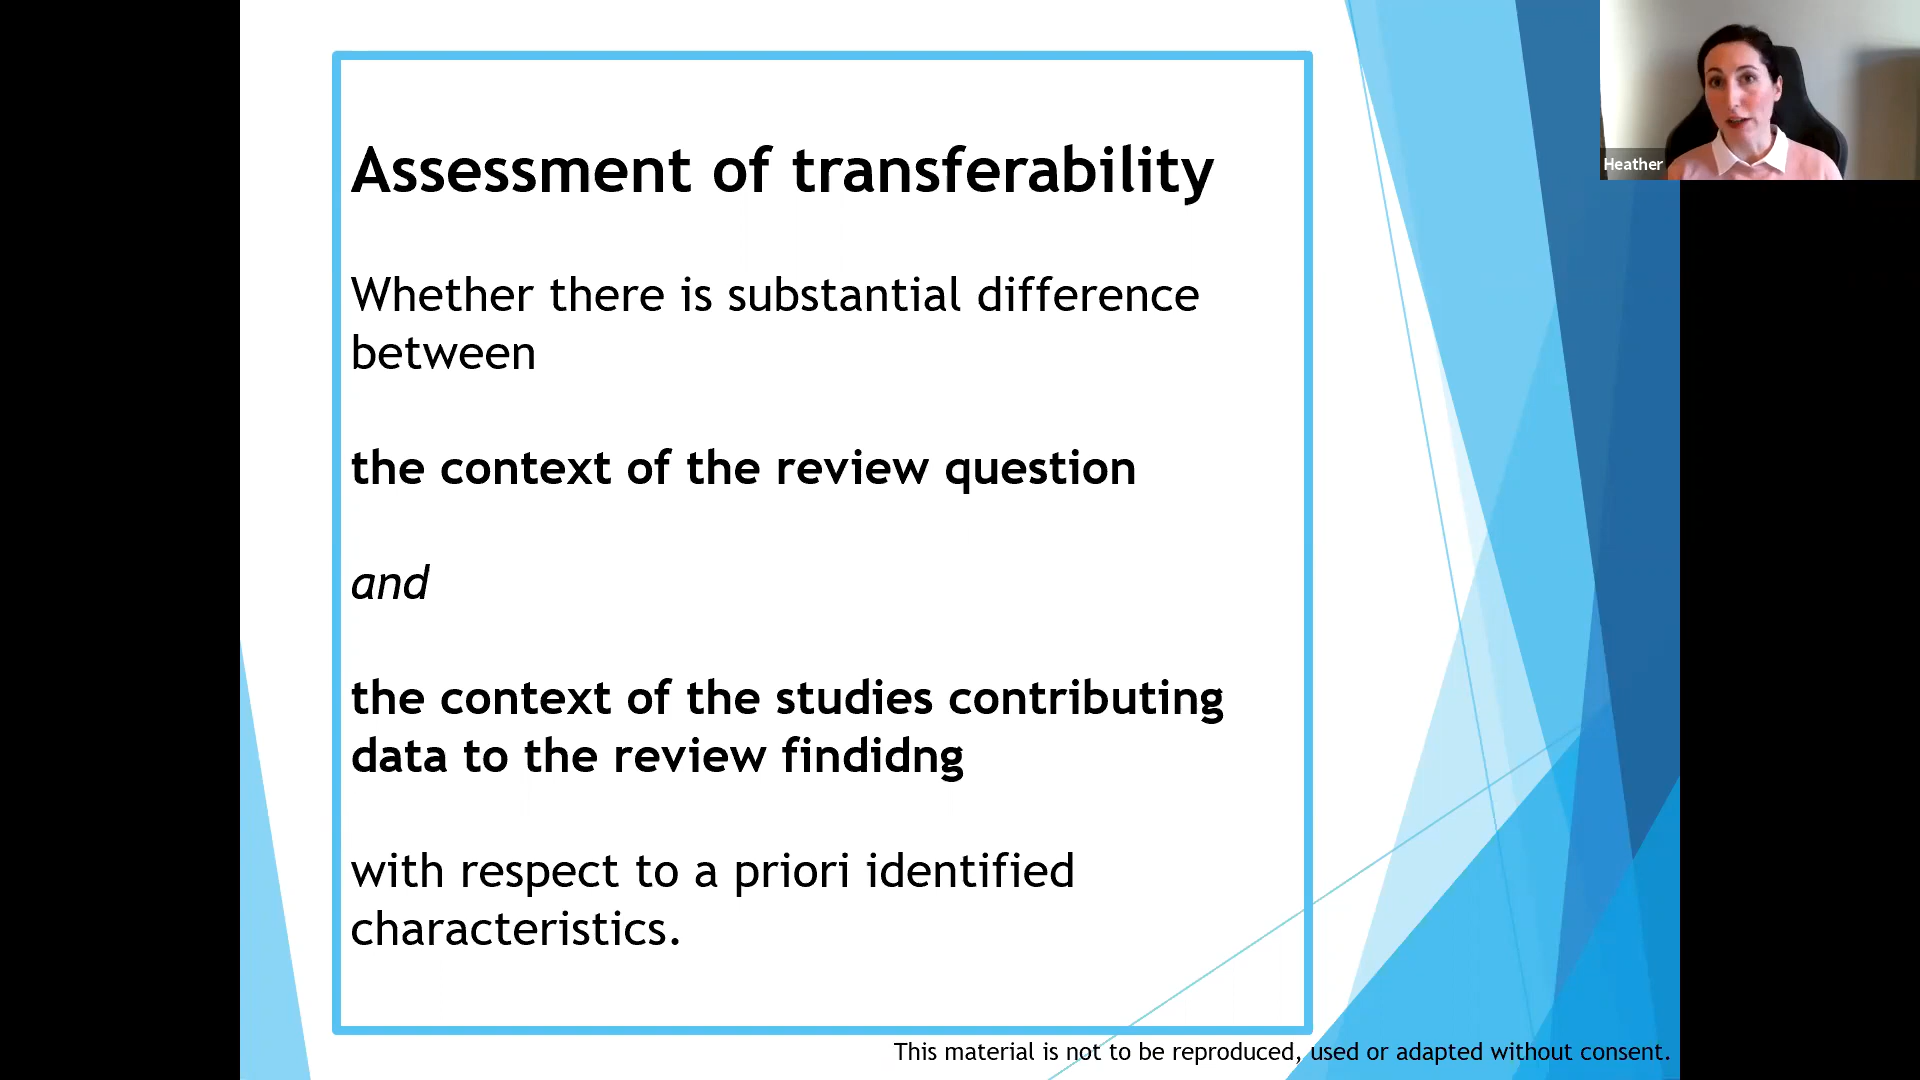 Assessment of transferability
Whether there is substantial difference
between
the context of the review question
and
the context of the studies contributing
data to the review findidng
with respect to a priori identified
characteristics.
This material is not to be reproduced, used or adapted without consent.
Heather